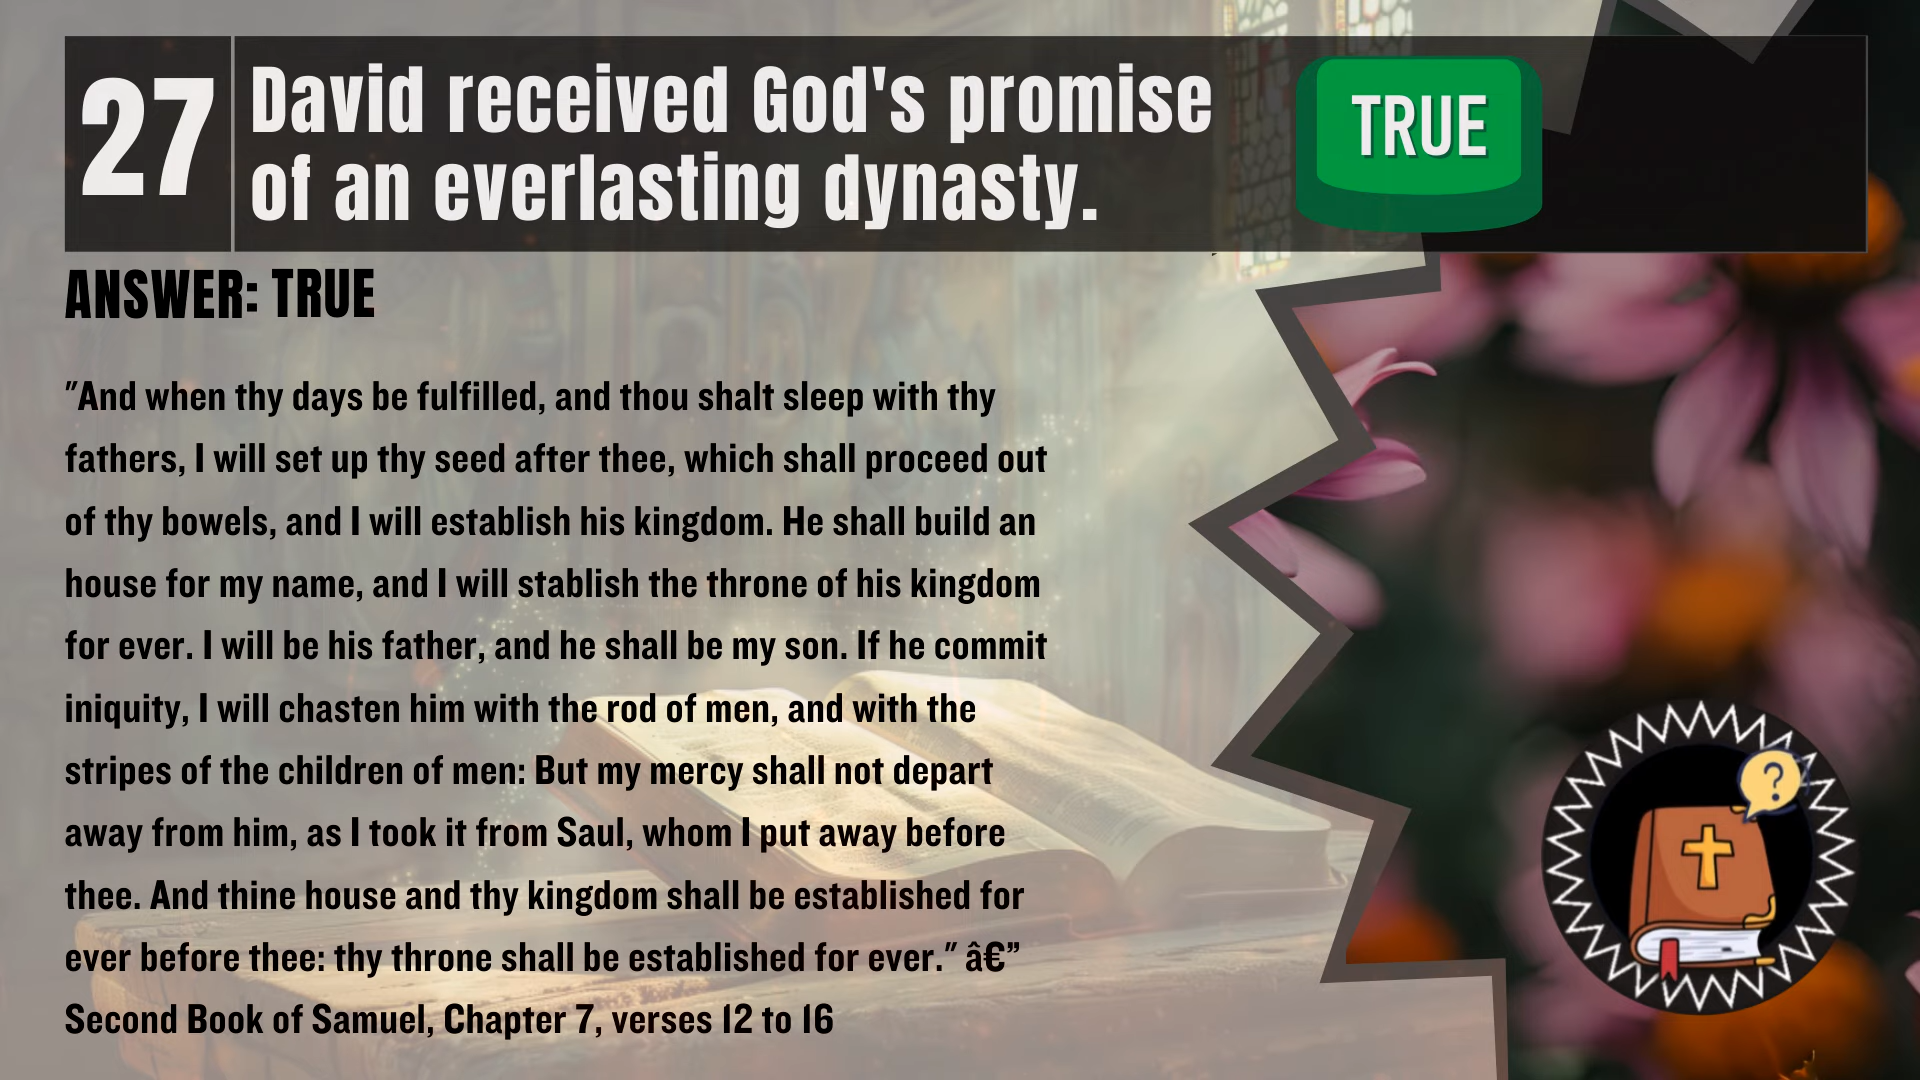 27
David received God's promise
of an everlasting dynasty.
TRUE
ANSWER: TRUE
"And when thy days be fulfilled, and thou shalt sleep with thy
fathers, I will set up thy seed after thee, which shall proceed out
of thy bowels, and I will establish his kingdom. He shall build an
house for my name, and I will stablish the throne of his kingdom
for ever. I will be his father, and he shall be my son. If he commit
iniquity, I will chasten him with the rod of men, and with the
stripes of the children of men: But my mercy shall not depart
away from him, as I took it from Saul, whom I put away before
thee. And thine house and thy kingdom shall be established for
ever before thee: thy throne shall be established for ever." â€”
Second Book of Samuel, Chapter 7, verses 12 to 16
?